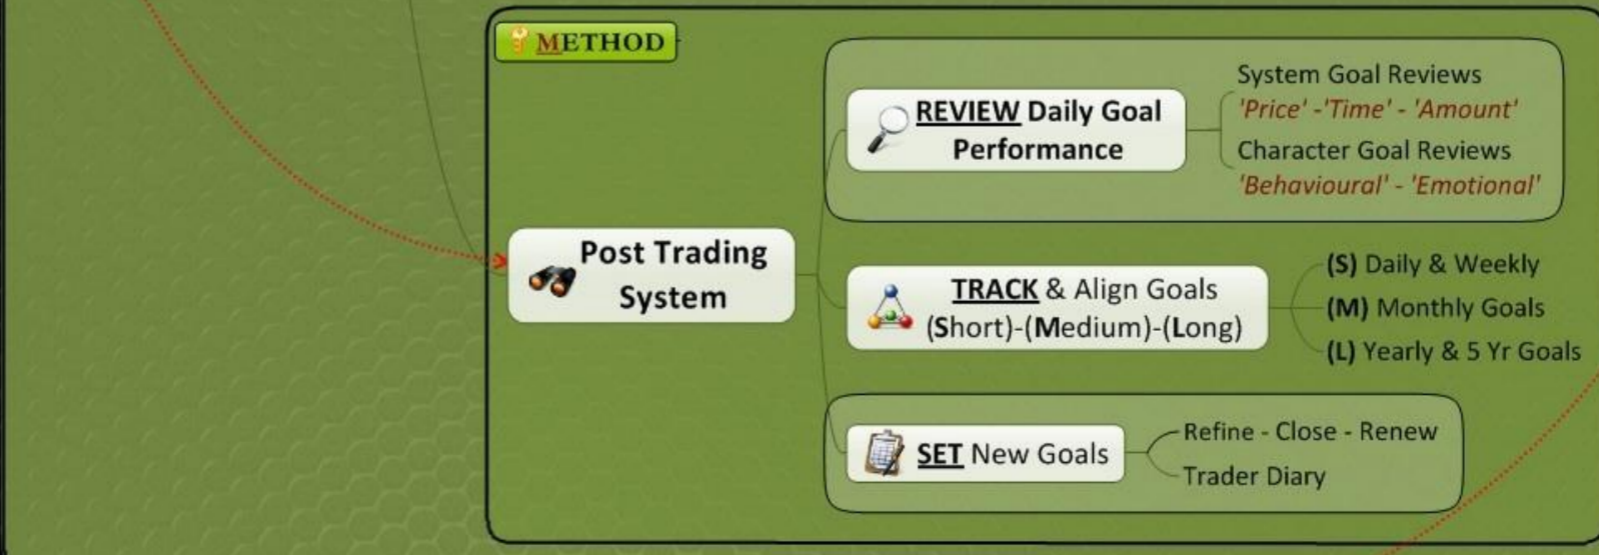 METHOD
REVIEW Daily Goal
Performance
System Goal Reviews
'Price' -'Time' - 'Amount'
Character Goal Reviews
'Behavioural' - 'Emotional'
Post Trading
System
TRACK & Align Goals
(Short)-(Medium)-(Long)
(S) Daily & Weekly
(M) Monthly Goals
(L) Yearly & 5 Yr Goals
SET New Goals
Refine - Close - Renew
Trader Diary